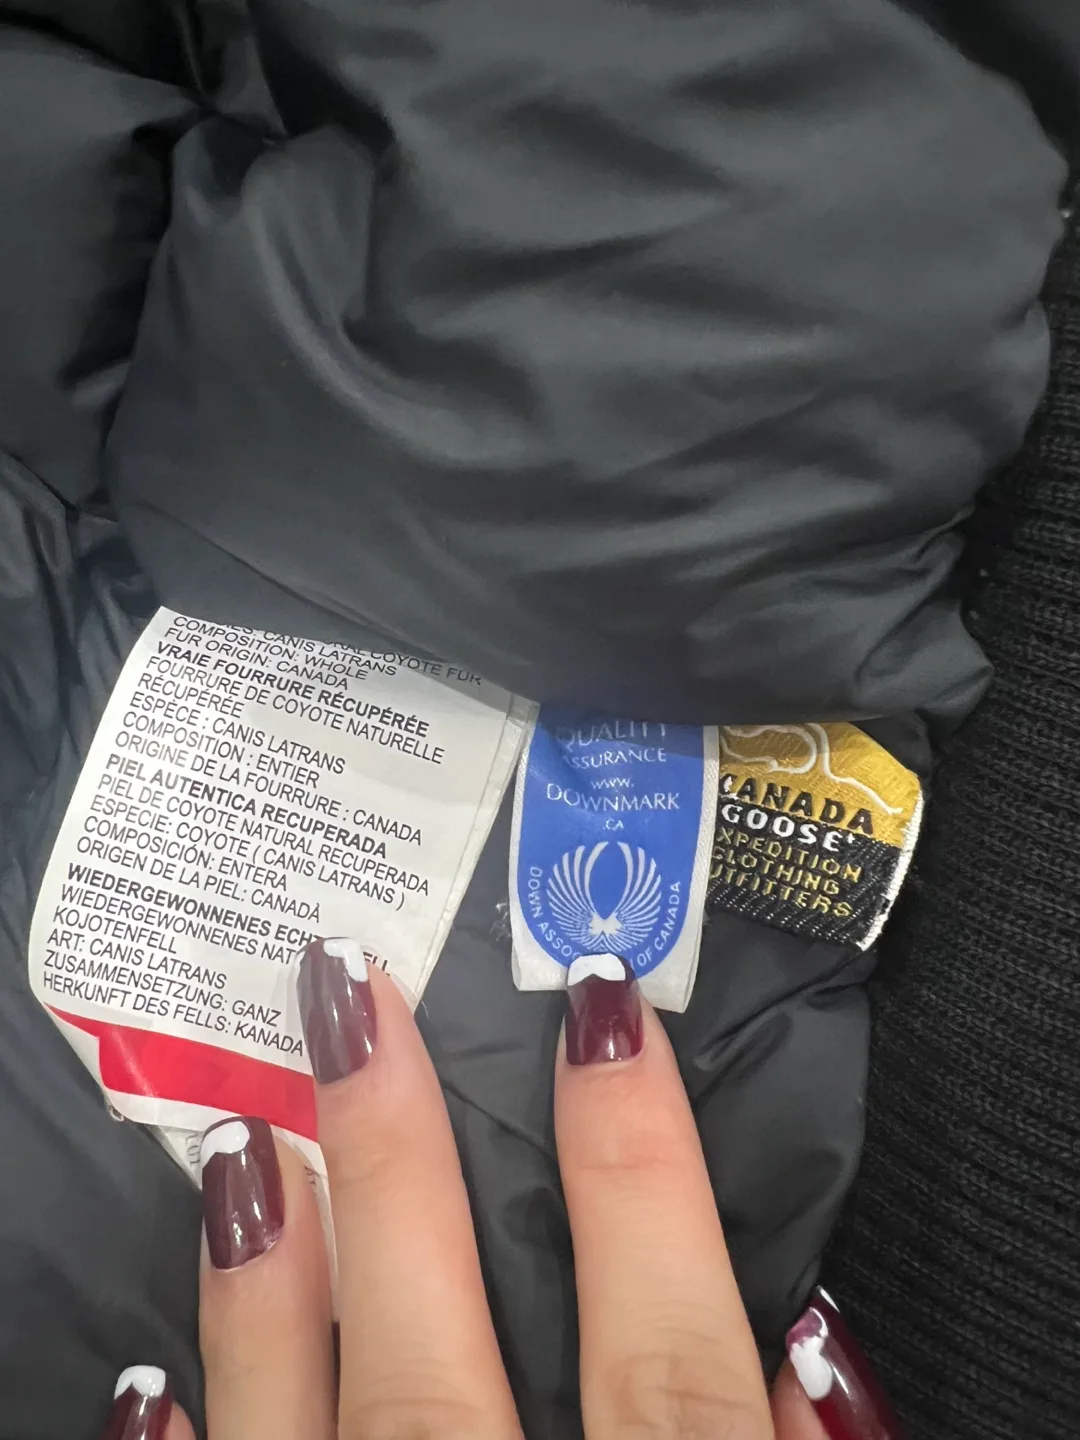 CANIS LATRANS
COYOTE FUR
COMPOSITION: WHOLE
FUR ORIGIN: CANADA
VRAIE FOURRURE RÉCUPÉRÉE
FOURRURE DE COYOTE NATURELLE
RÉCUPÉRÉE
ESPÈCE : CANIS LATRANS
COMPOSITION : ENTIER
ORIGINE DE LA FOURRURE : CANADA
PIEL AUTENTICA RECUPERADA
PIEL DE COYOTE NATURAL RECUPERADA
ESPECIE: COYOTE ( CANIS LATRANS )
COMPOSICIÓN: ENTERA
ORIGEN DE LA PIEL: CANADÁ
WIEDERGEWONNENES
WIEDERGEWONNENES
KOJOTENFELL
ART: CANIS LATRANS
ZUSAMMENSETZUNG: GANZ
HERKUNFT DES FELLS: KANADA
QUALITY
ASSURANCE
www.
DOWNMARK
.CA
DOWN OF CANADA
CANADA
GOOSE
EXPEDITION
CLOTHING
OUTFITTERS